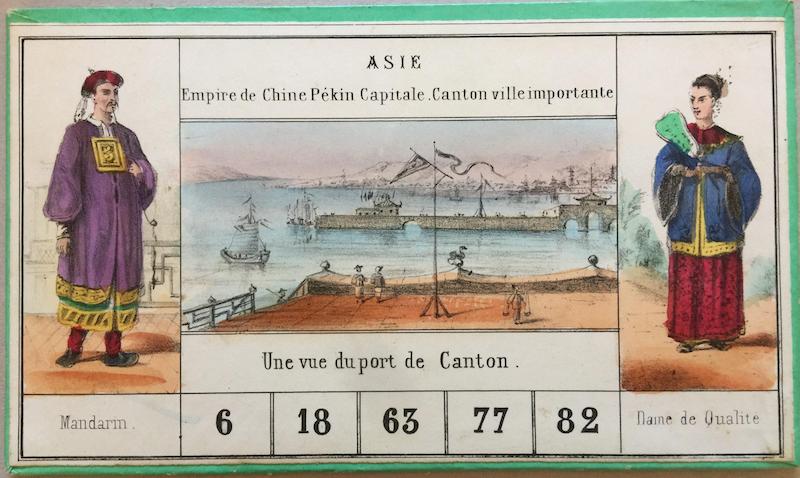 ASIE
Empire de Chine Pékin Capitale. Canton ville importante
Une vue du port de Canton.
Mandarin.
6 18 63 77 82
Dame de Qualite